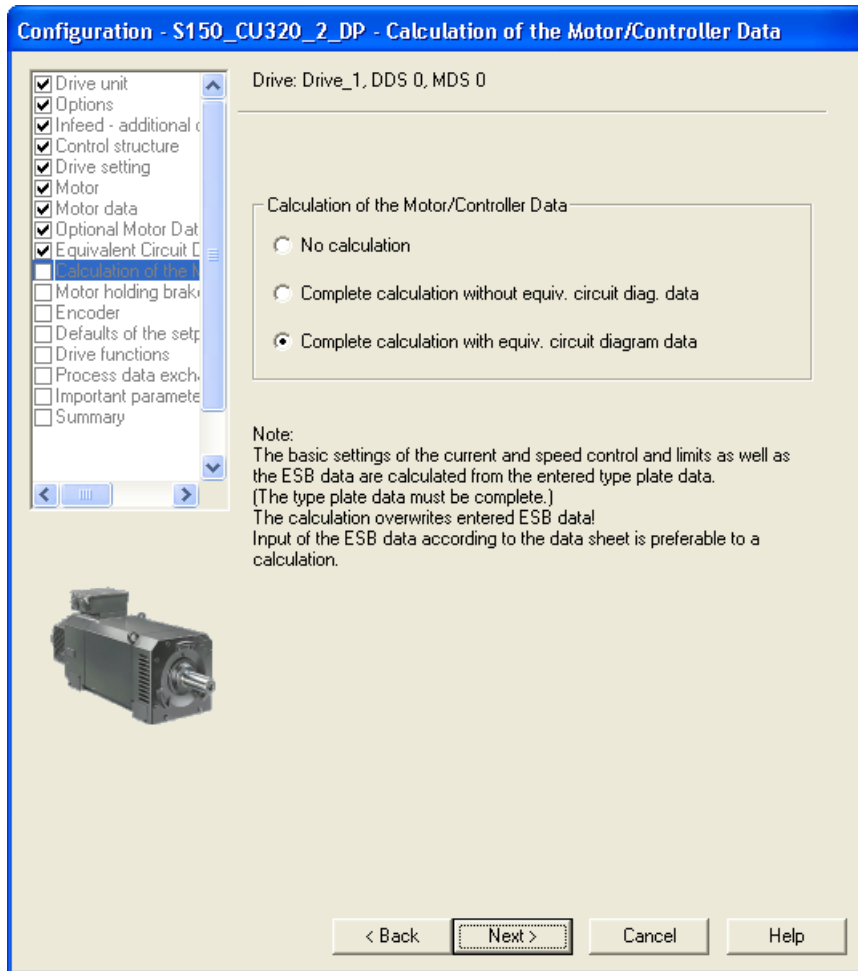 Configuration - S150_CU320_2_DP - Calculation of the Motor/Controller Data
Drive unit
Options
Infeed - additional
Control structure
Drive setting
Motor
Motor data
Optional Motor Dat
Equivalent Circuit D
Calculation of the M
Motor holding brak
Encoder
Defaults of the setp
Drive functions
Process data exch
Important paramete
Summary
Drive: Drive_1, DDS 0, MDS 0
Calculation of the Motor/Controller Data
No calculation
Complete calculation without equiv. circuit diag. data
Complete calculation with equiv. circuit diagram data
Note:
The basic settings of the current and speed control and limits as well as
the ESB data are calculated from the entered type plate data.
(The type plate data must be complete.)
The calculation overwrites entered ESB data!
Input of the ESB data according to the data sheet is preferable to a
calculation.
< Back
Next >
Cancel
Help